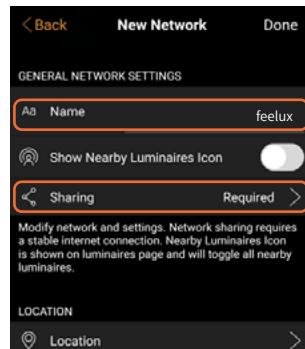 Back New Network Done
GENERAL NETWORK SETTINGS
Aa Name feelux
Show Nearby Luminaires Icon
Sharing Required
Modify network and settings. Network sharing requires
a stable internet connection. Nearby Luminaires Icon
is shown on luminaires page and will toggle all nearby
luminaires.
LOCATION
Location